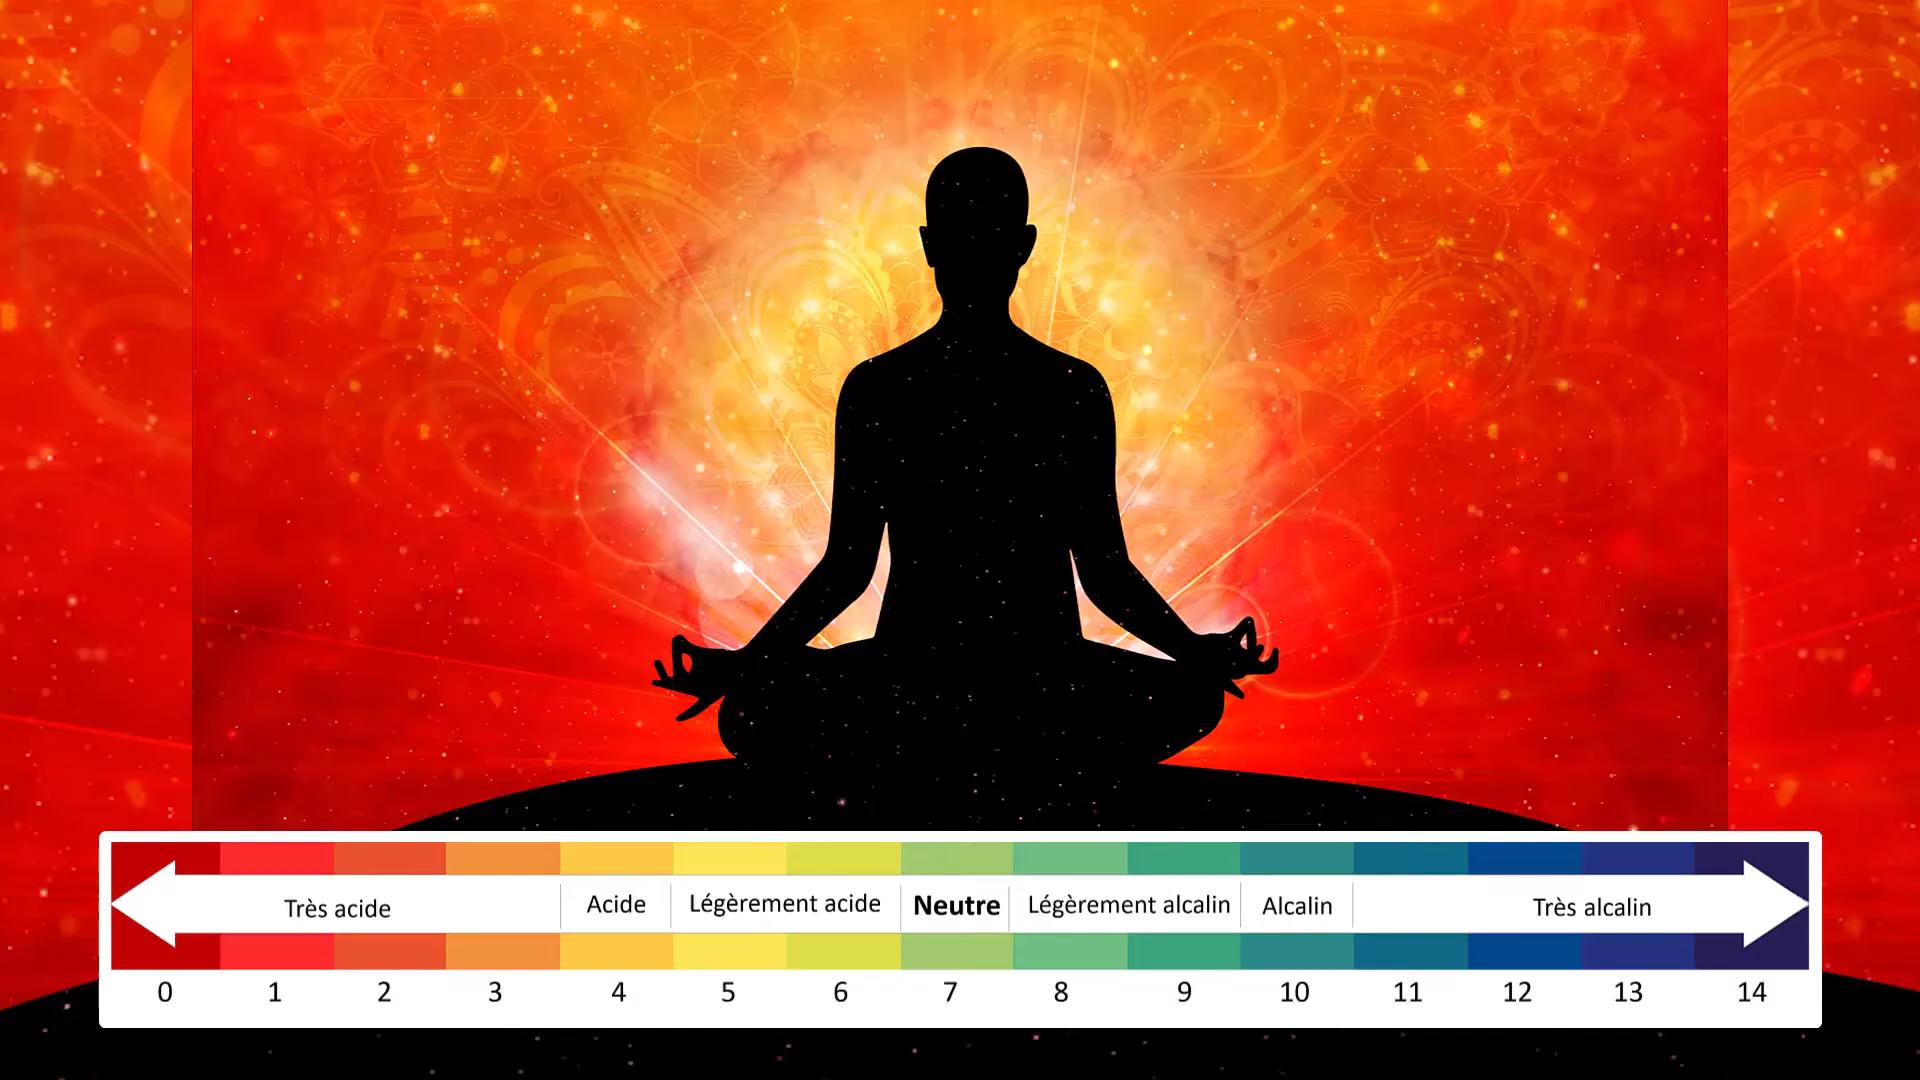 Très acide Acide Légèrement acide Neutre Légèrement alcalin Alcalin Très alcalin
0 1 2 3 4 5 6 7 8 9 10 11 12 13 14